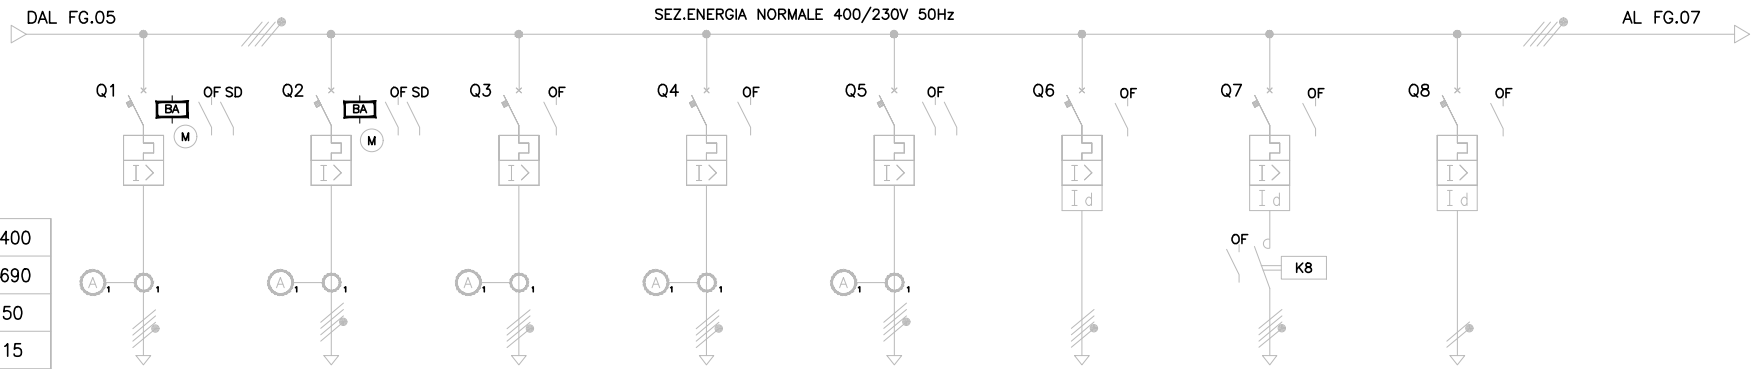 DAL FG.05
SEZ.ENERGIA NORMALE 400/230V 50Hz
AL FG.07
Q1 BA OF SD
M
I>
Q2 BA OF SD
M
I>
Q3 OF
I>
Q4 OF
I>
Q5 OF
I>
Q6 OF
I>
Id
Q7 OF
I>
Id
Q8 OF
I>
Id
OF
K8
A 1 1
A 1 1
A 1 1
A 1 1
A 1 1
400
690
50
15